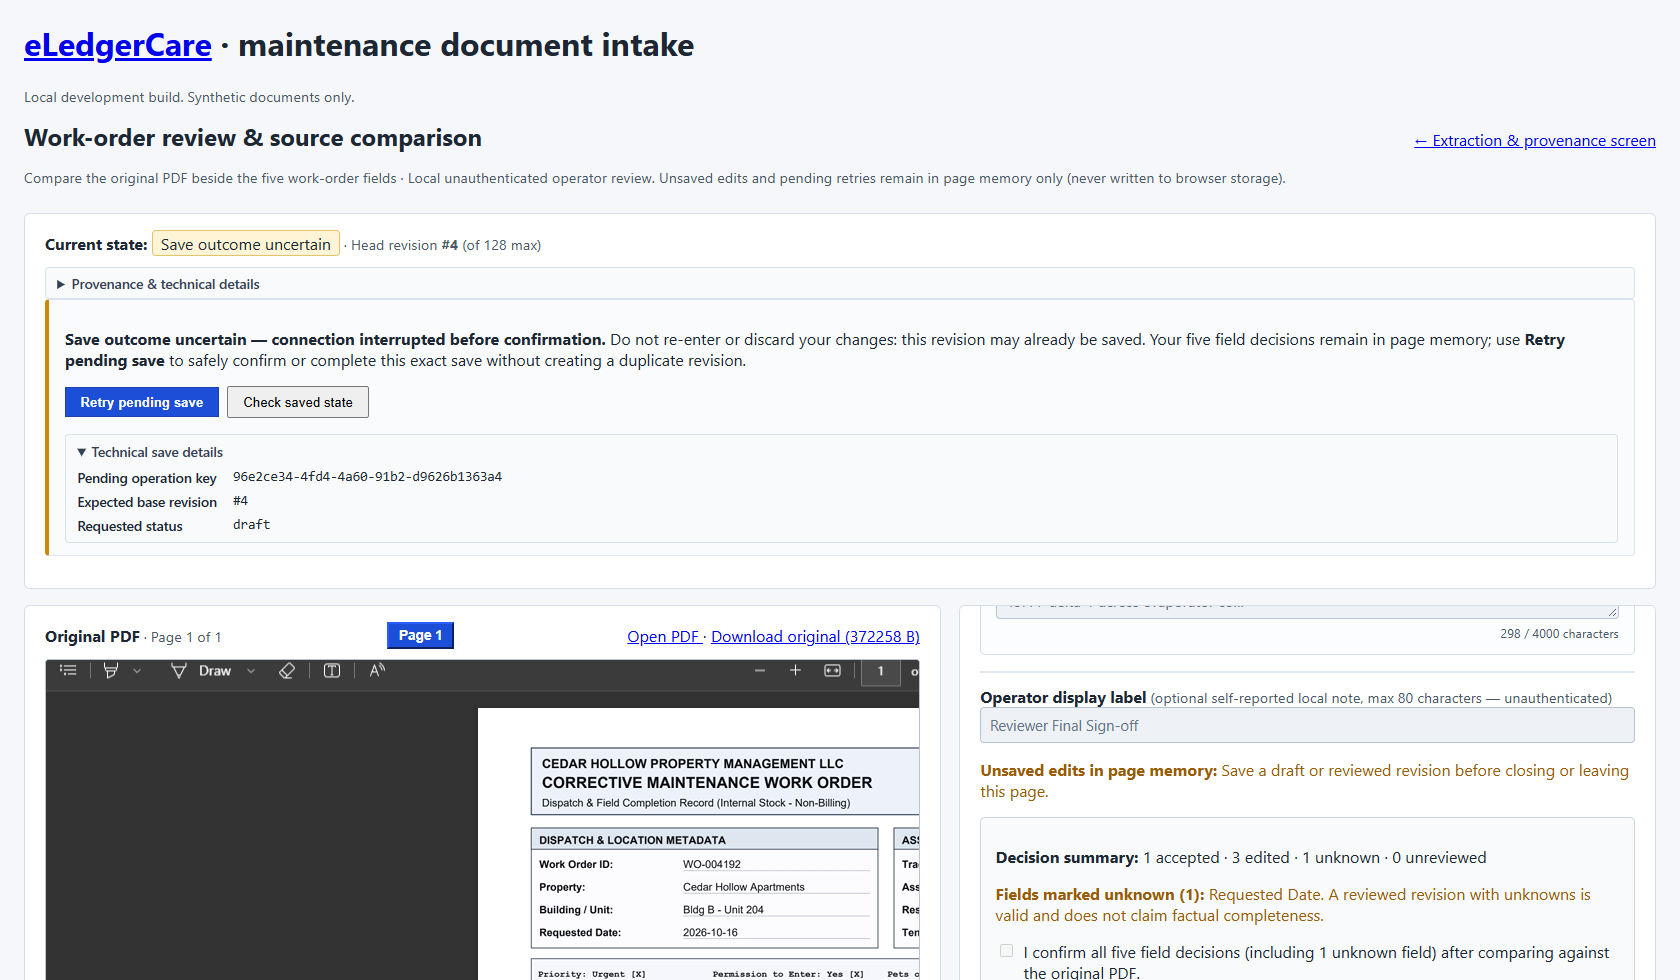 eLedgerCare · maintenance document intake
Local development build. Synthetic documents only.
Work-order review & source comparison
← Extraction & provenance screen
Compare the original PDF beside the five work-order fields · Local unauthenticated operator review. Unsaved edits and pending retries remain in page memory only (never written to browser storage).
Current state: Save outcome uncertain · Head revision #4 (of 128 max)
▶ Provenance & technical details
Save outcome uncertain — connection interrupted before confirmation. Do not re-enter or discard your changes: this revision may already be saved. Your five field decisions remain in page memory; use Retry
pending save to safely confirm or complete this exact save without creating a duplicate revision.
Retry pending save
Check saved state
▼ Technical save details
Pending operation key 96e2ce34-4fd4-4a60-91b2-d9626b1363a4
Expected base revision #4
Requested status draft
Original PDF · Page 1 of 1
Page 1
Open PDF · Download original (372258 B)
Draw
1
CEDAR HOLLOW PROPERTY MANAGEMENT LLC
CORRECTIVE MAINTENANCE WORK ORDER
Dispatch & Field Completion Record (Internal Stock - Non-Billing)
DISPATCH & LOCATION METADATA
Work Order ID: WO-004192
Property: Cedar Hollow Apartments
Building / Unit: Bldg B - Unit 204
Requested Date: 2026-10-16
ASS
Tra
Ass
Res
Ten
Priority: Urgent [X] Permission to Enter: Yes [X] Pets o
298 / 4000 characters
Operator display label (optional self-reported local note, max 80 characters — unauthenticated)
Reviewer Final Sign-off
Unsaved edits in page memory: Save a draft or reviewed revision before closing or leaving
this page.
Decision summary: 1 accepted · 3 edited · 1 unknown · 0 unreviewed
Fields marked unknown (1): Requested Date. A reviewed revision with unknowns is
valid and does not claim factual completeness.
I confirm all five field decisions (including 1 unknown field) after comparing against
the original PDF.